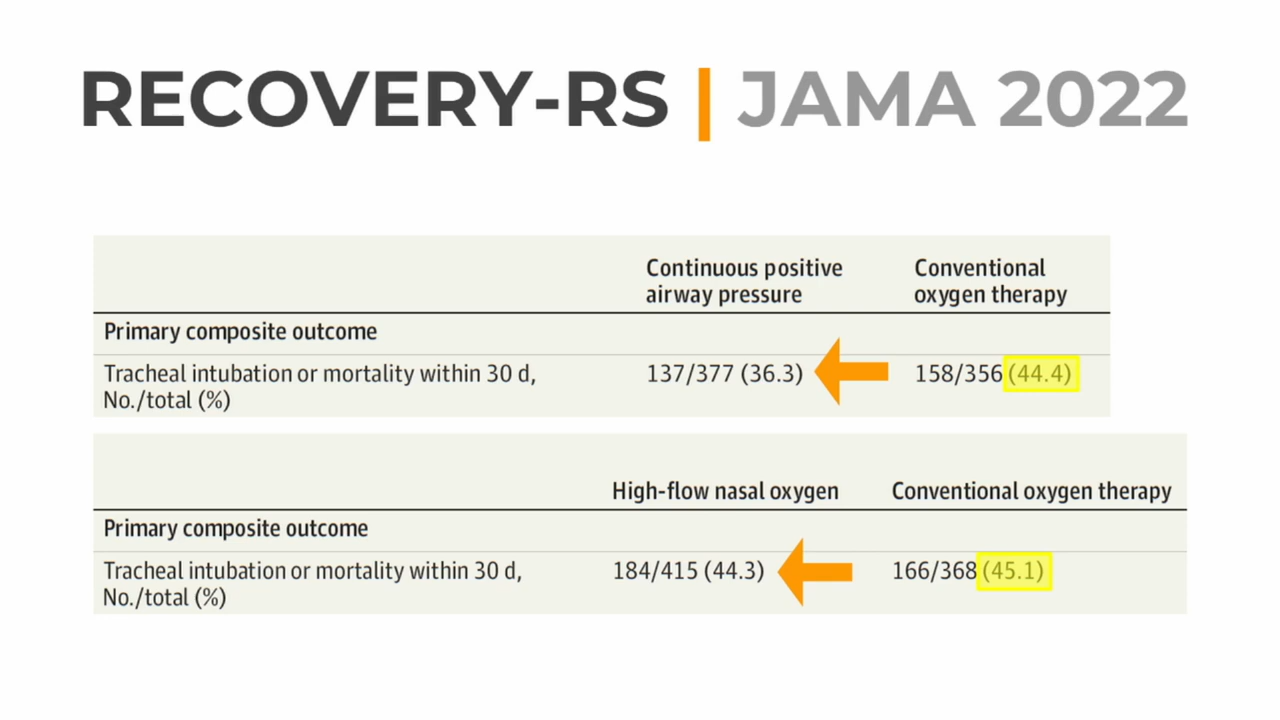 RECOVERY-RS | JAMA 2022
Continuous positive airway pressure
Conventional oxygen therapy
Primary composite outcome
Tracheal intubation or mortality within 30 d,
No./total (%)
137/377 (36.3)
158/356 (44.4)
High-flow nasal oxygen
Conventional oxygen therapy
Primary composite outcome
Tracheal intubation or mortality within 30 d,
No./total (%)
184/415 (44.3)
166/368 (45.1)